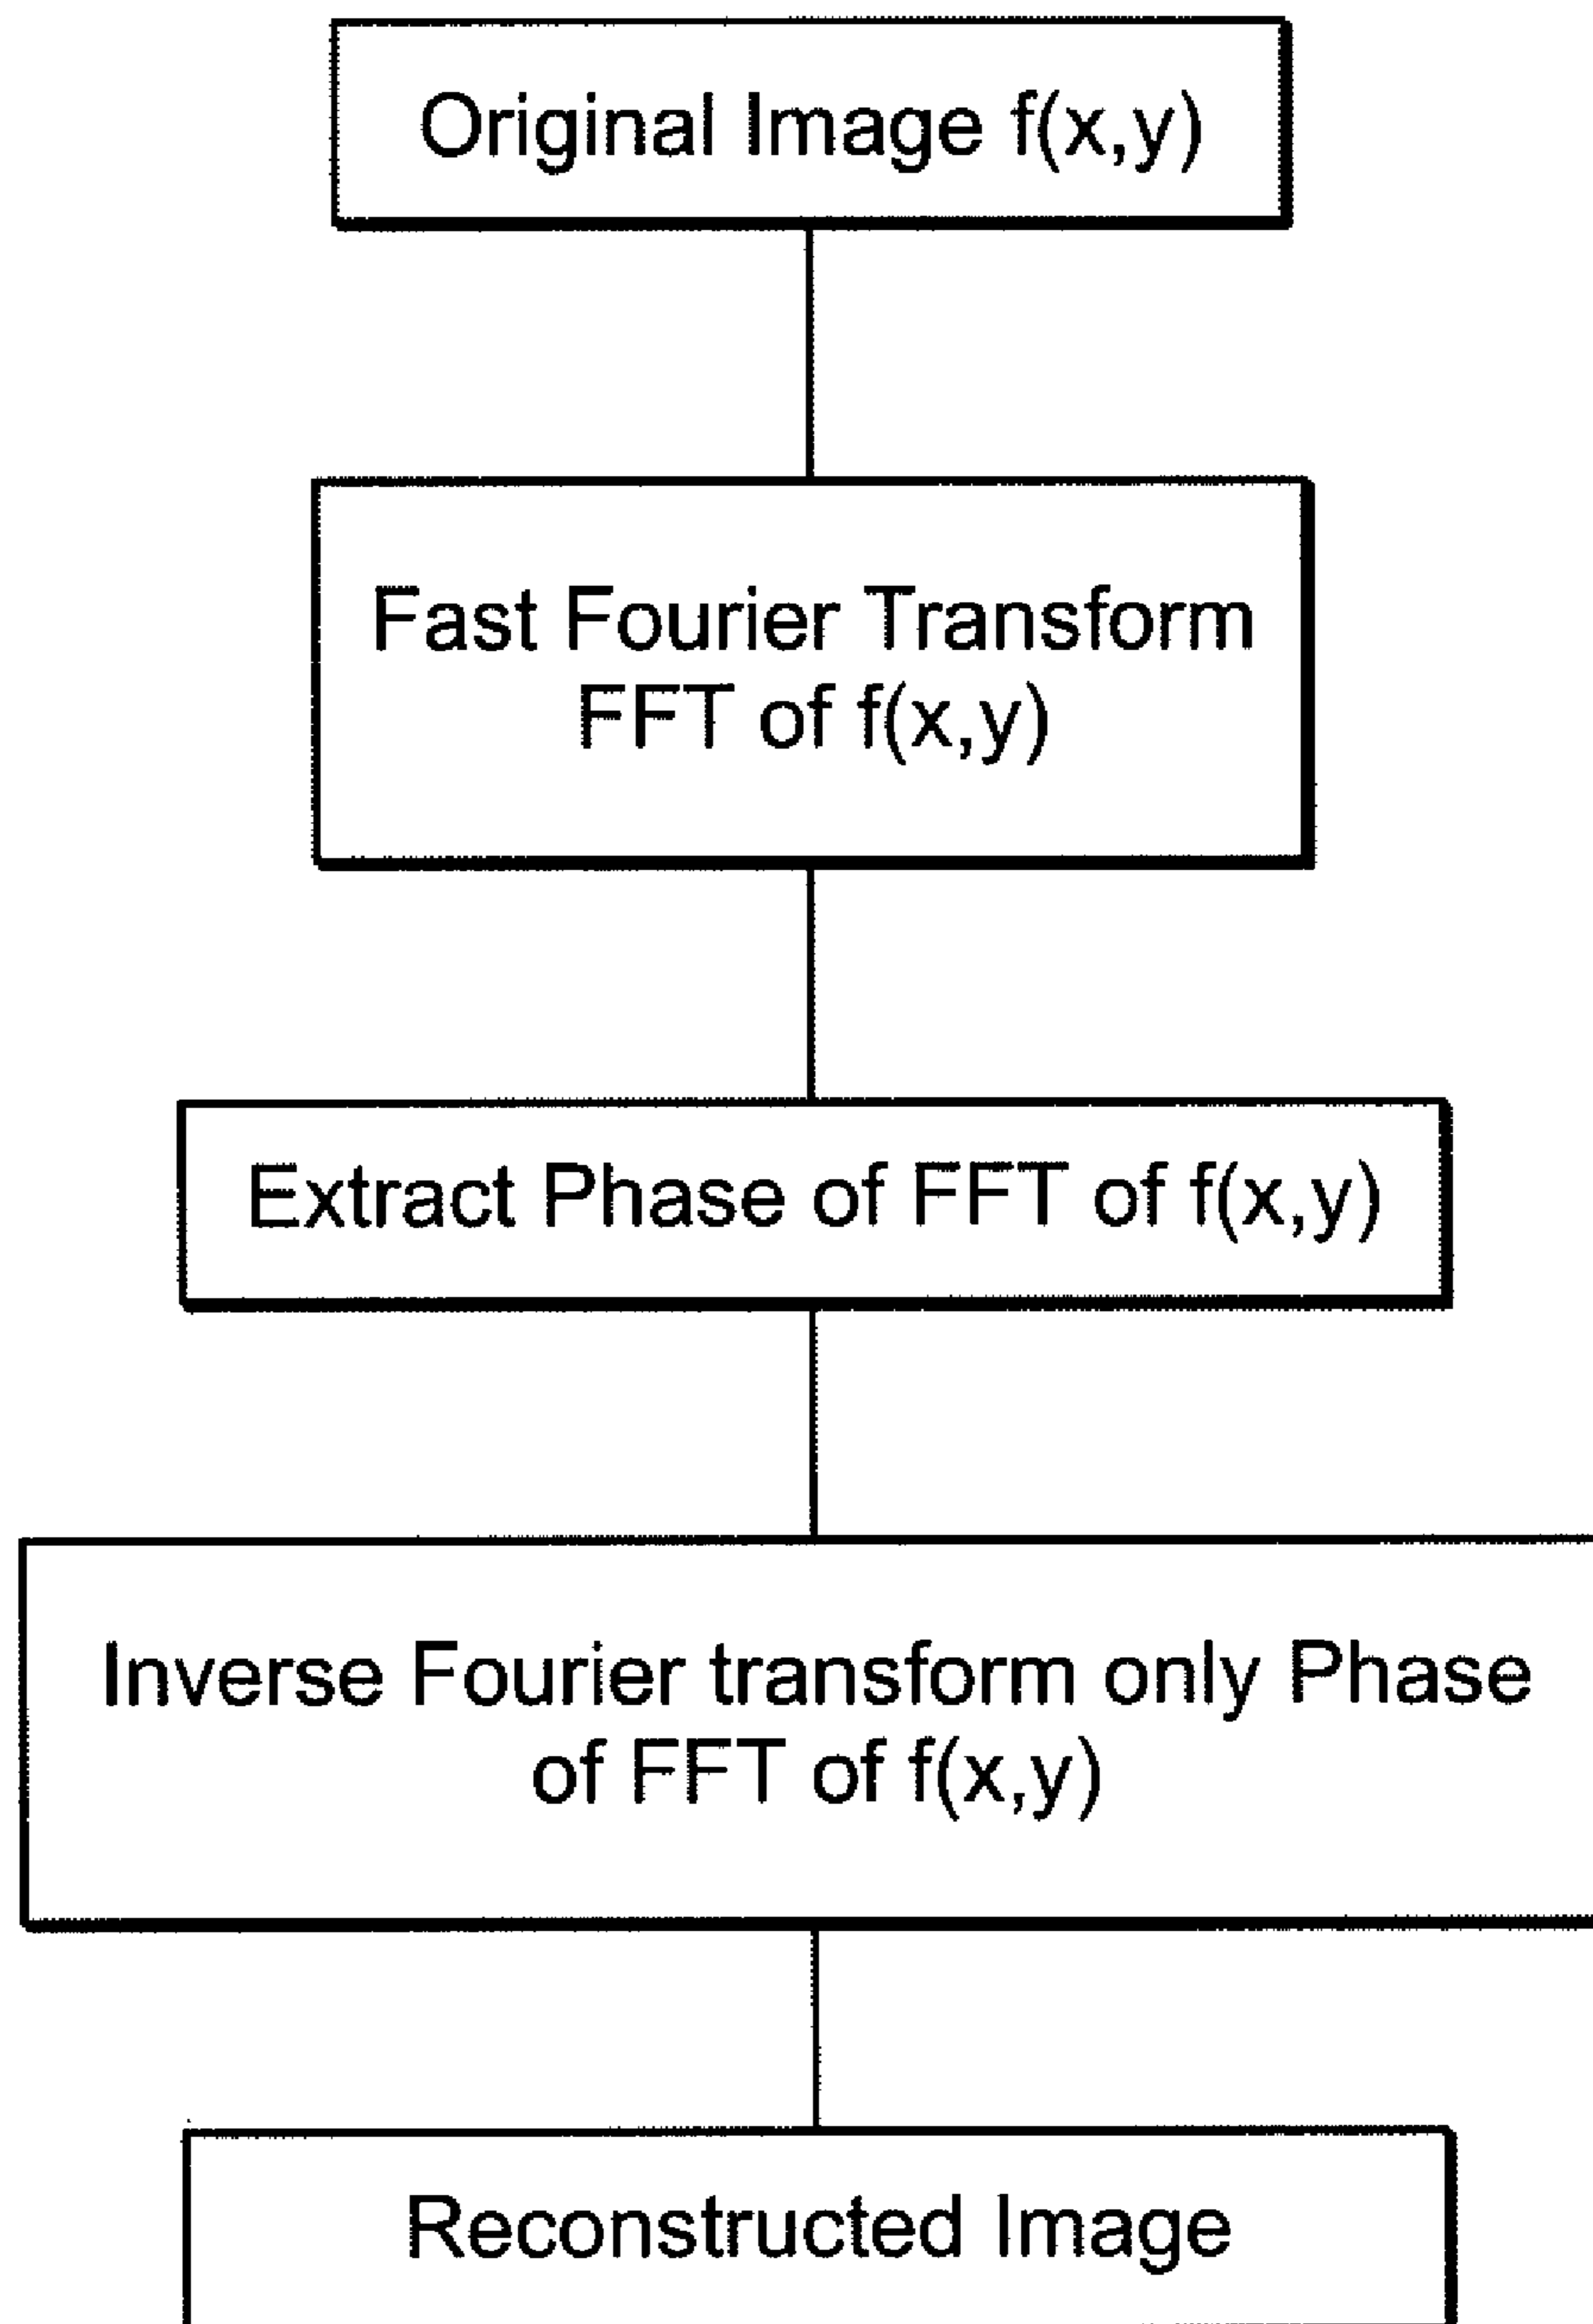 Original Image f(x,y)
Fast Fourier Transform
FFT of f(x,y)
Extract Phase of FFT of f(x,y)
Inverse Fourier transform only Phase
of FFT of f(x,y)
Reconstructed Image